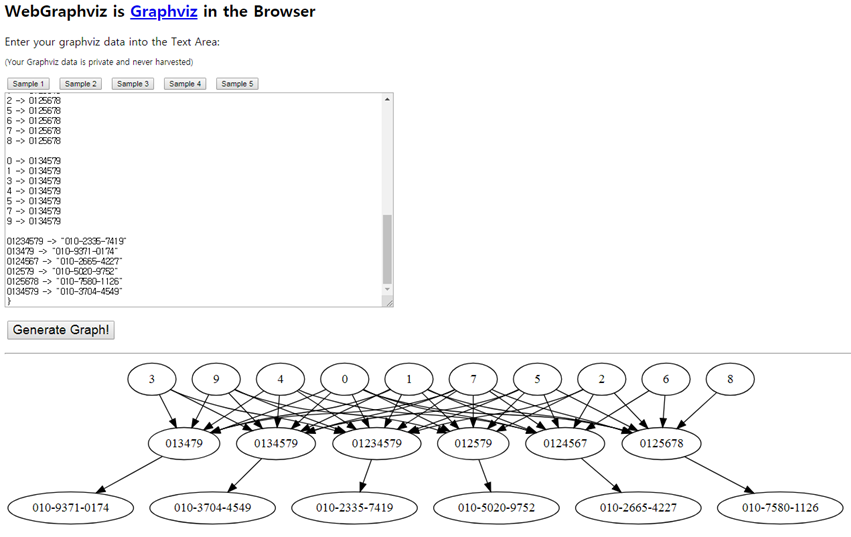 WebGraphviz is Graphviz in the Browser
Enter your graphviz data into the Text Area:
(Your Graphviz data is private and never harvested)
Sample 1 Sample 2 Sample 3 Sample 4 Sample 5
2 -> 0125678
5 -> 0125678
6 -> 0125678
7 -> 0125678
8 -> 0125678
0 -> 0134579
1 -> 0134579
3 -> 0134579
4 -> 0134579
5 -> 0134579
7 -> 0134579
9 -> 0134579
01234579 -> "010-2335-7419"
013479 -> "010-9371-0174"
0124567 -> "010-2665-4227"
012579 -> "010-5020-9752"
0125678 -> "010-7580-1126"
0134579 -> "010-3704-4549"
}
Generate Graph!
3 9 4 0 1 7 5 2 6 8
013479 0134579 01234579 012579 0124567 0125678
010-9371-0174 010-3704-4549 010-2335-7419 010-5020-9752 010-2665-4227 010-7580-1126